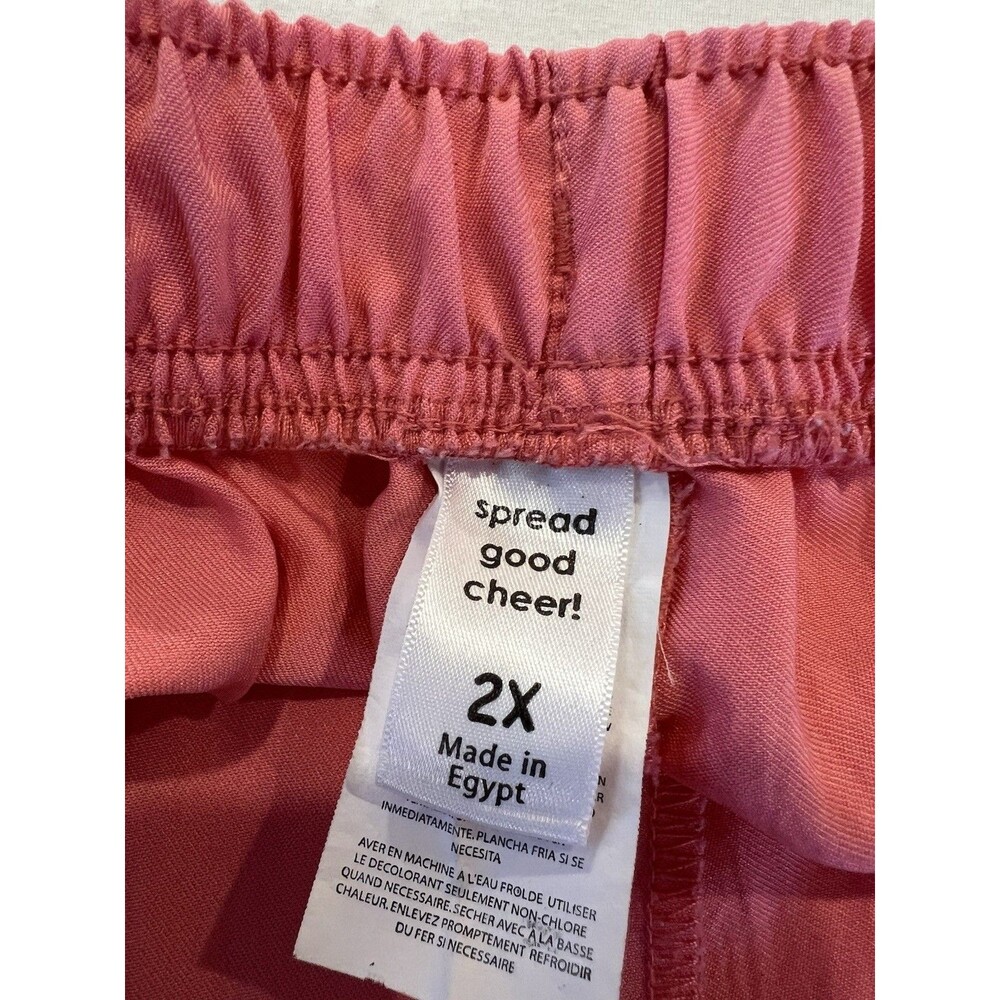 spread
good
cheer!
2X
Made in
Egypt
INMEDIATAMENTE. PLANCHA FRIA SI SE
NECESITA
AVER EN MACHINE À L'EAU FROLDE UTILISER
LE DECOLORANT SEULEMENT NON-CHLORE
QUAND NECESSAIRE. SECHER AVEC À LA BASSE
CHALEUR. ENLEVEZ PROMPTEMENT REFROIDIR
DU FER SI NECESSAIRE